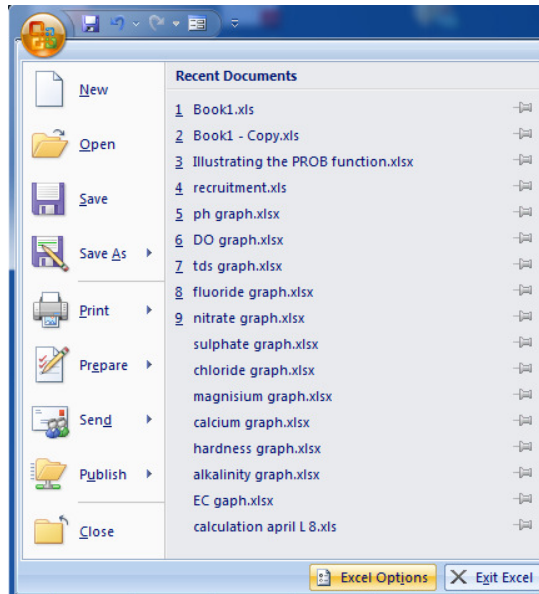 New
Open
Save
Save As
Print
Prepare
Send
Publish
Close
Recent Documents
1 Book1.xls
2 Book1 - Copy.xls
3 Illustrating the PROB function.xlsx
4 recruitment.xls
5 ph graph.xlsx
6 DO graph.xlsx
7 tds graph.xlsx
8 fluoride graph.xlsx
9 nitrate graph.xlsx
sulphate graph.xlsx
chloride graph.xlsx
magnisium graph.xlsx
calcium graph.xlsx
hardness graph.xlsx
alkalinity graph.xlsx
EC gaph.xlsx
calculation april L 8.xls
Excel Options
Exit Excel